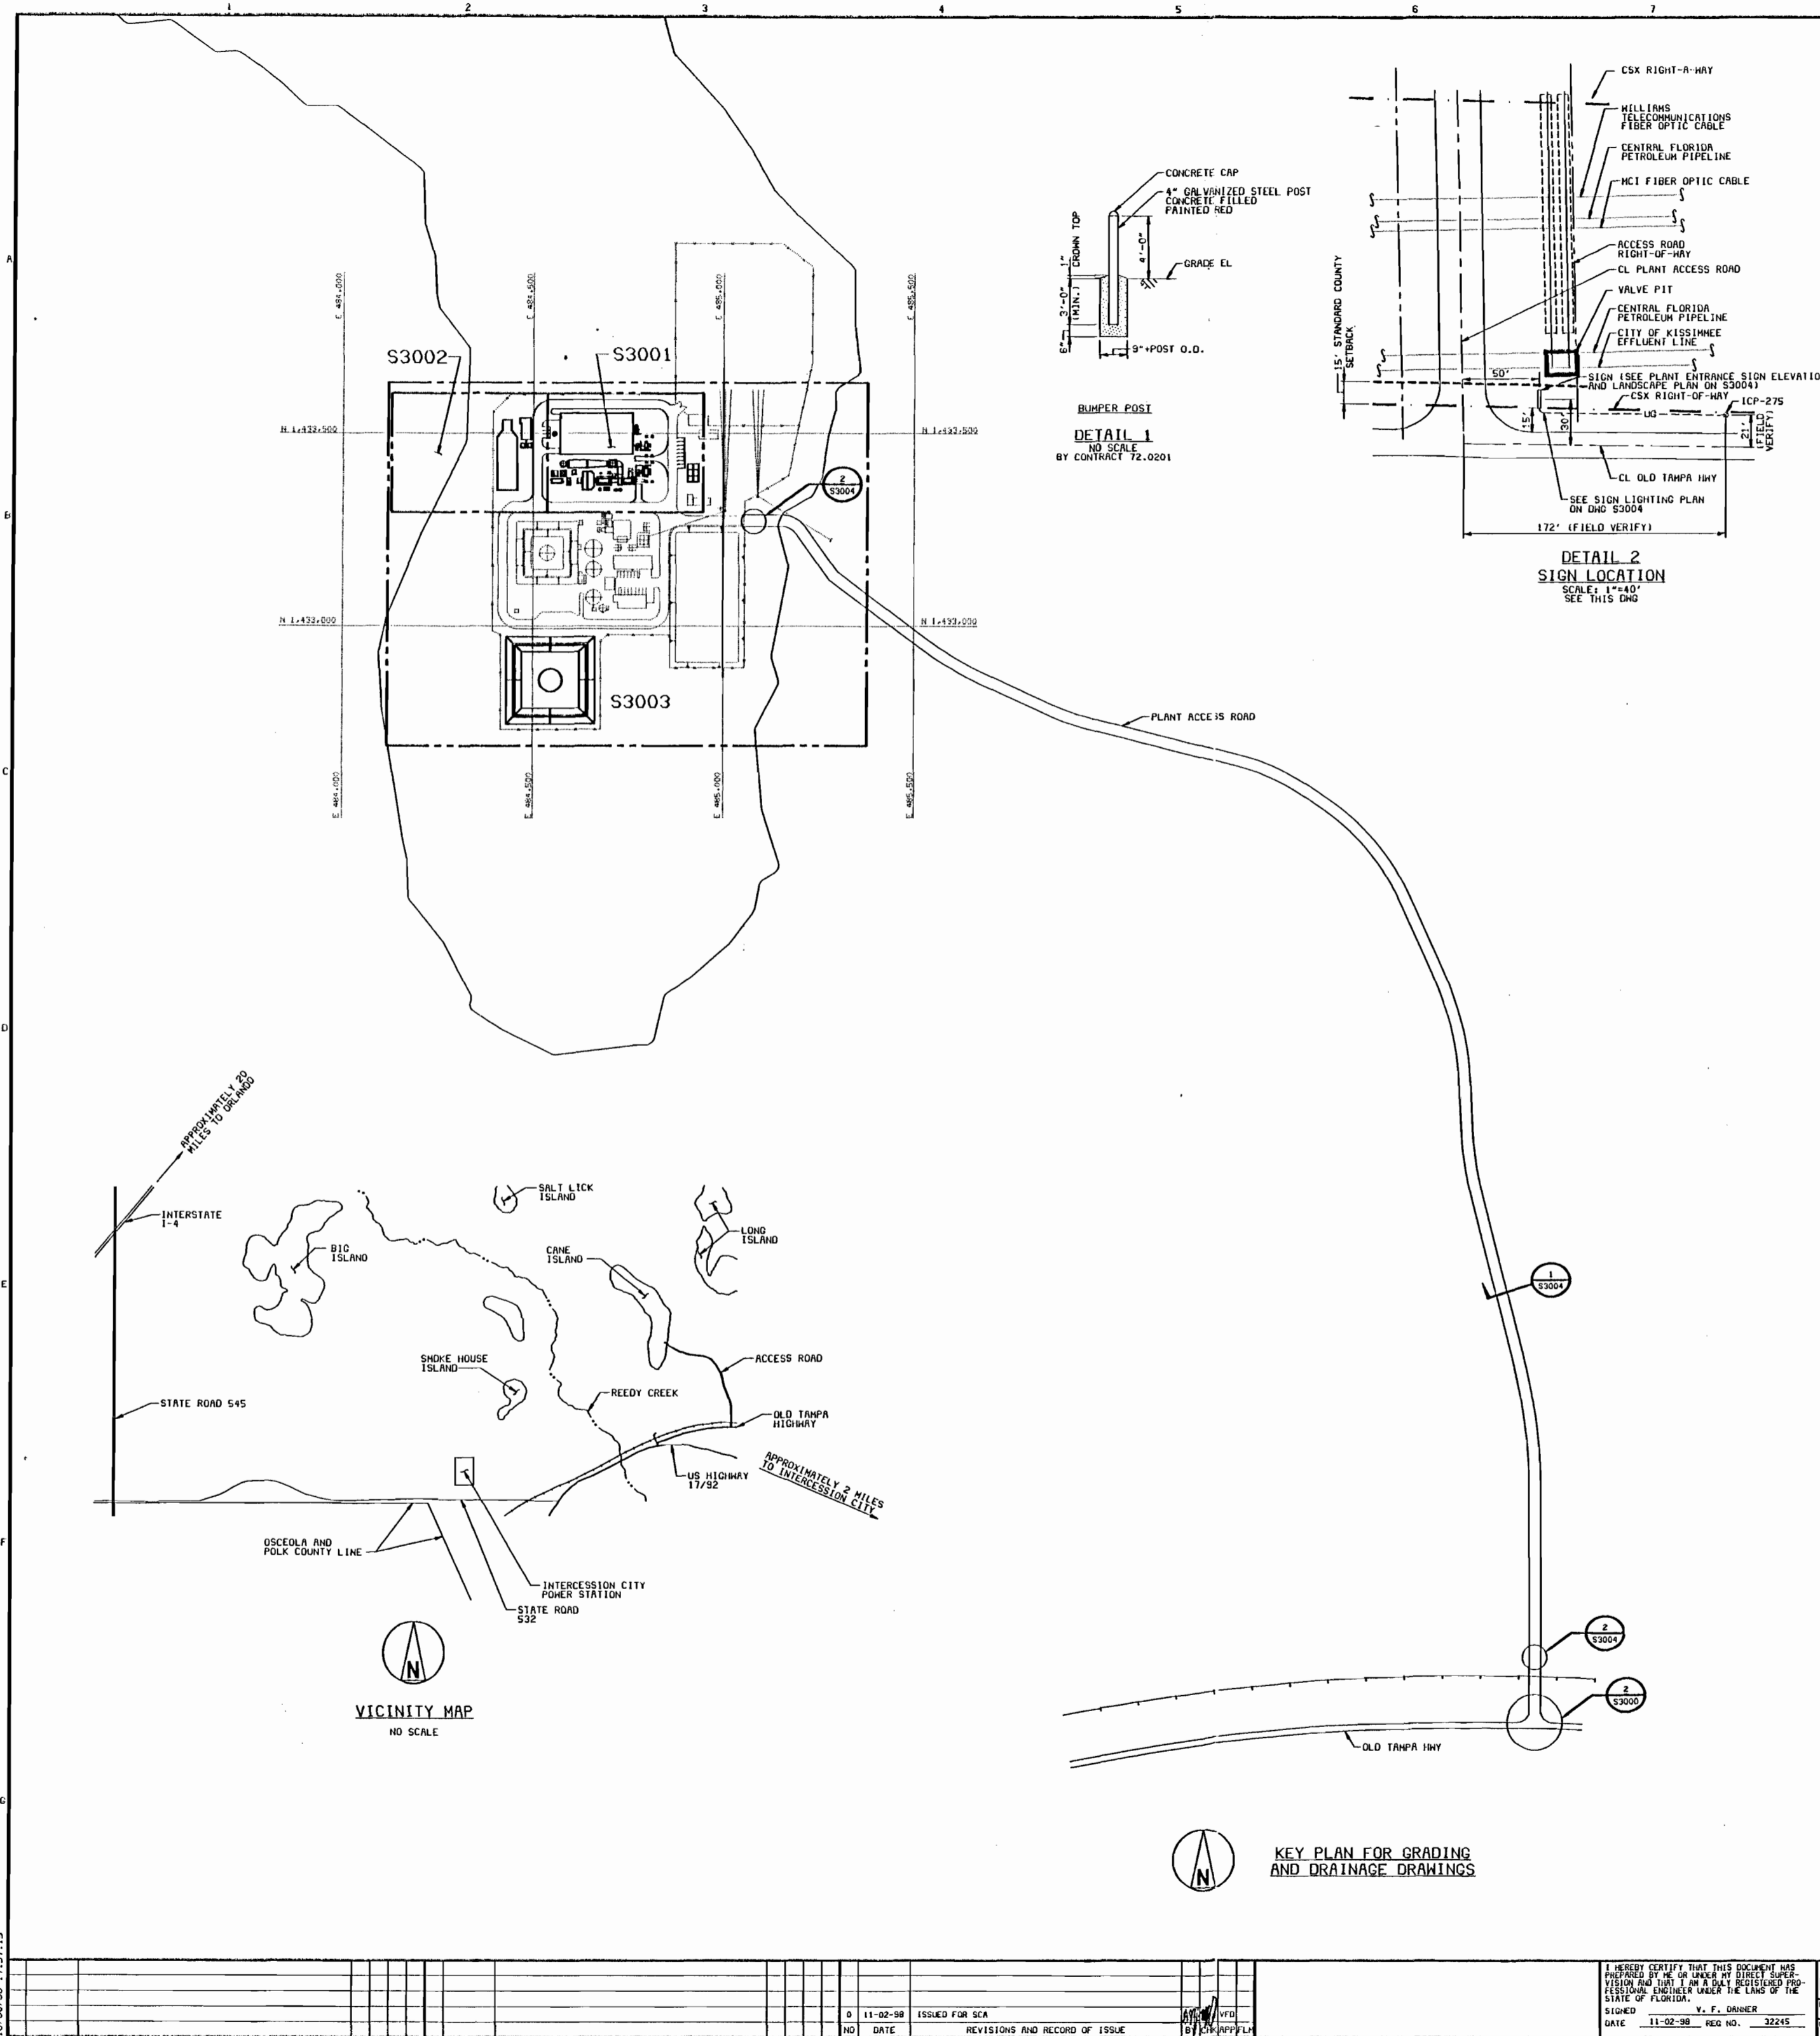 1 2 3 4 5 6 7
A
B
C
D
E
F
G
CSX RIGHT-A-WAY
WILLIAMS
TELECOMMUNICATIONS
FIBER OPTIC CABLE
CENTRAL FLORIDA
PETROLEUM PIPELINE
MCI FIBER OPTIC CABLE
ACCESS ROAD
RIGHT-OF-WAY
CL PLANT ACCESS ROAD
VALVE PIT
CENTRAL FLORIDA
PETROLEUM PIPELINE
CITY OF KISSIMMEE
EFFLUENT LINE
SIGN (SEE PLANT ENTRANCE SIGN ELEVATIO
AND LANDSCAPE PLAN ON S3004)
CSX RIGHT-OF-WAY
ICP-275
UG
50'
15'
30'
21'
(FIELD
VERIFY)
15' STANDARD COUNTY
SETBACK
CL OLD TAMPA HWY
SEE SIGN LIGHTING PLAN
ON DWG S3004
172' (FIELD VERIFY)
DETAIL 2
SIGN LOCATION
SCALE: 1"=40'
SEE THIS DWG
CONCRETE CAP
4" GALVANIZED STEEL POST
CONCRETE FILLED
PAINTED RED
1" CROWN TOP
4'-0"
GRADE EL
3'-0"
(MIN.)
6"
9"+POST O.D.
BUMPER POST
DETAIL 1
NO SCALE
BY CONTRACT 72.0201
E 484,000
E 484,500
E 485,000
E 485,500
S3002
S3001
N 1,433,500
N 1,433,500
2
S3004
N 1,433,000
N 1,433,000
S3003
E 484,000
E 484,500
E 485,000
E 485,500
PLANT ACCESS ROAD
APPROXIMATELY 20
MILES TO ORLANDO
INTERSTATE
I-4
BIG
ISLAND
SALT LICK
ISLAND
CANE
ISLAND
LONG
ISLAND
SMOKE HOUSE
ISLAND
ACCESS ROAD
REEDY CREEK
STATE ROAD 545
OLD TAMPA
HIGHWAY
US HIGHWAY
17/92
APPROXIMATELY 2 MILES
TO INTERCESSION CITY
OSCEOLA AND
POLK COUNTY LINE
INTERCESSION CITY
POWER STATION
STATE ROAD
532
N
VICINITY MAP
NO SCALE
1
S3004
2
S3004
2
S3000
OLD TAMPA HWY
N
KEY PLAN FOR GRADING
AND DRAINAGE DRAWINGS
0 11-02-98 ISSUED FOR SCA VFD
NO DATE REVISIONS AND RECORD OF ISSUE BY CHK APP FLM
I HEREBY CERTIFY THAT THIS DOCUMENT WAS
PREPARED BY ME OR UNDER MY DIRECT SUPER-
VISION AND THAT I AM A DULY REGISTERED PRO-
FESSIONAL ENGINEER UNDER THE LAWS OF THE
STATE OF FLORIDA.
SIGNED V. F. DANNER
DATE 11-02-98 REG NO. 32245